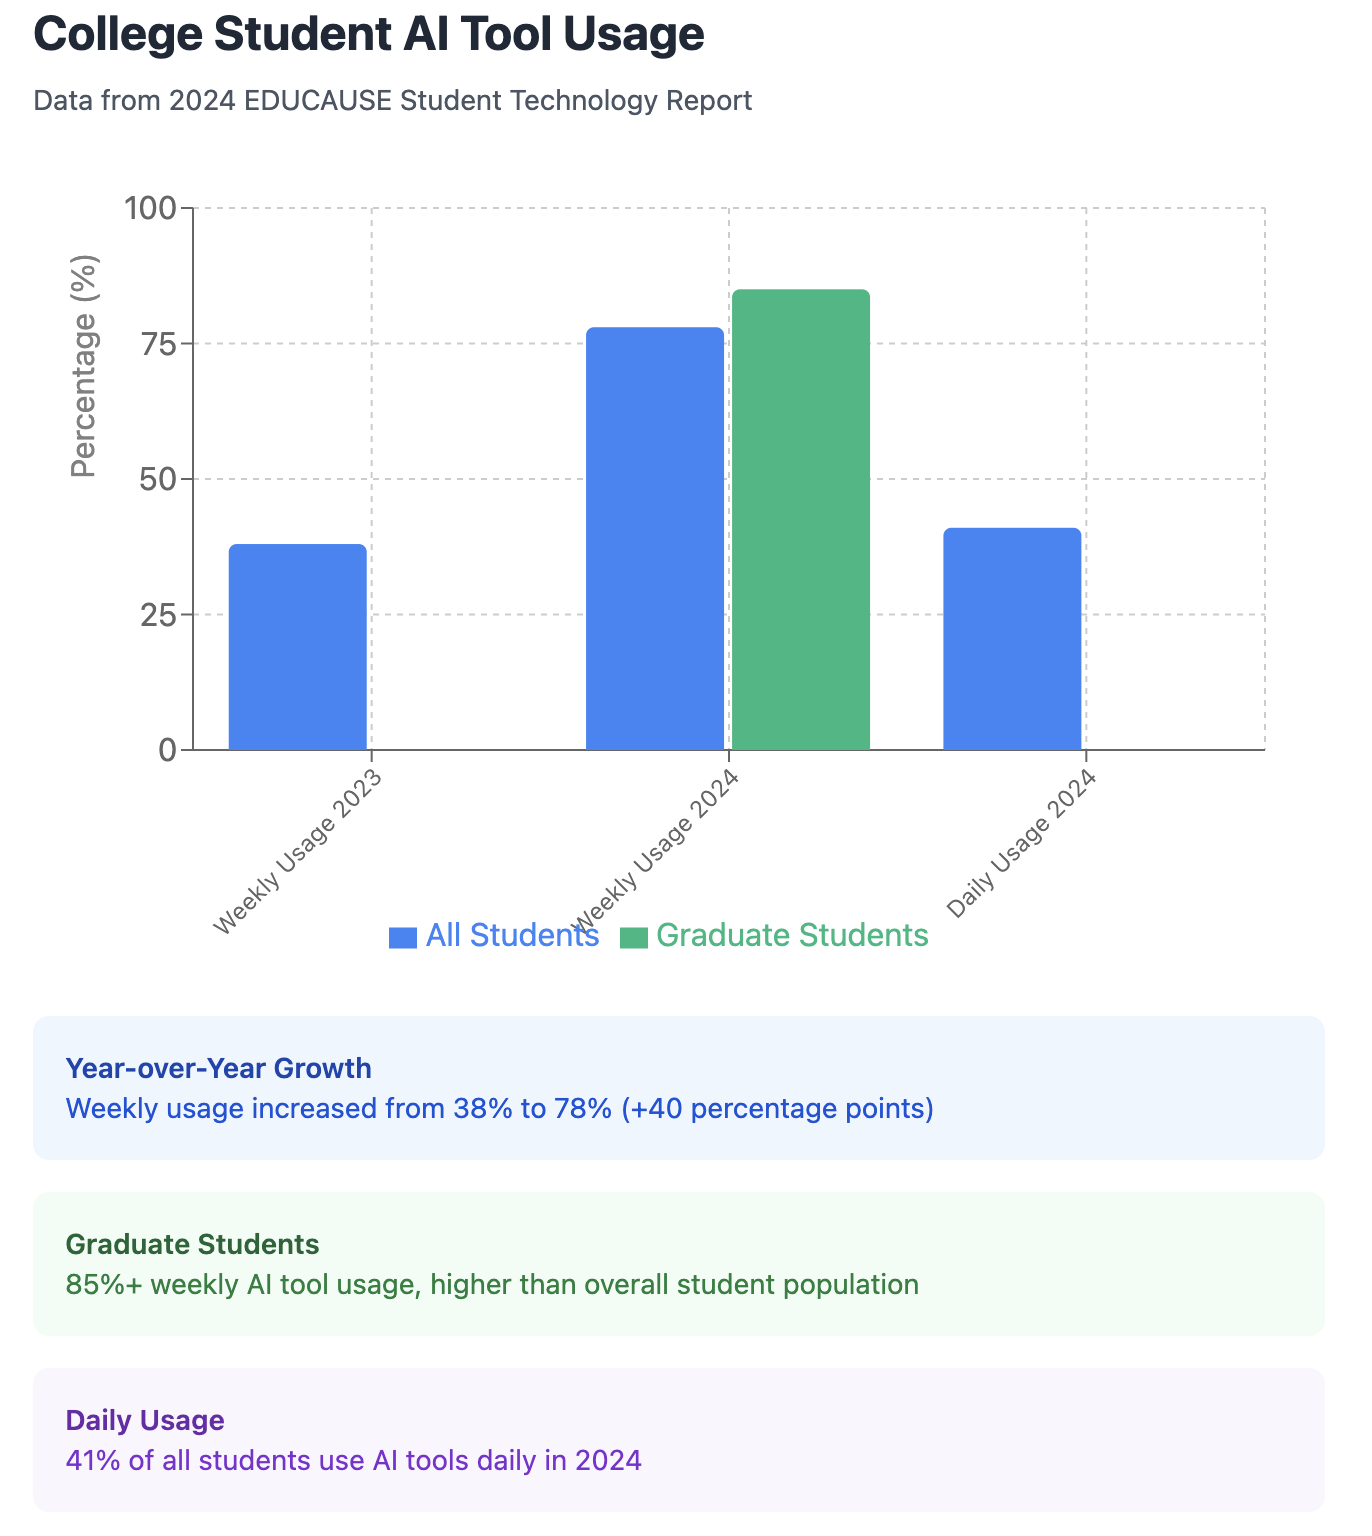 College Student AI Tool Usage
Data from 2024 EDUCAUSE Student Technology Report
Percentage (%)
100
75
50
25
0
Weekly Usage 2023
Weekly Usage 2024
Daily Usage 2024
All Students
Graduate Students
Year-over-Year Growth
Weekly usage increased from 38% to 78% (+40 percentage points)
Graduate Students
85%+ weekly AI tool usage, higher than overall student population
Daily Usage
41% of all students use AI tools daily in 2024